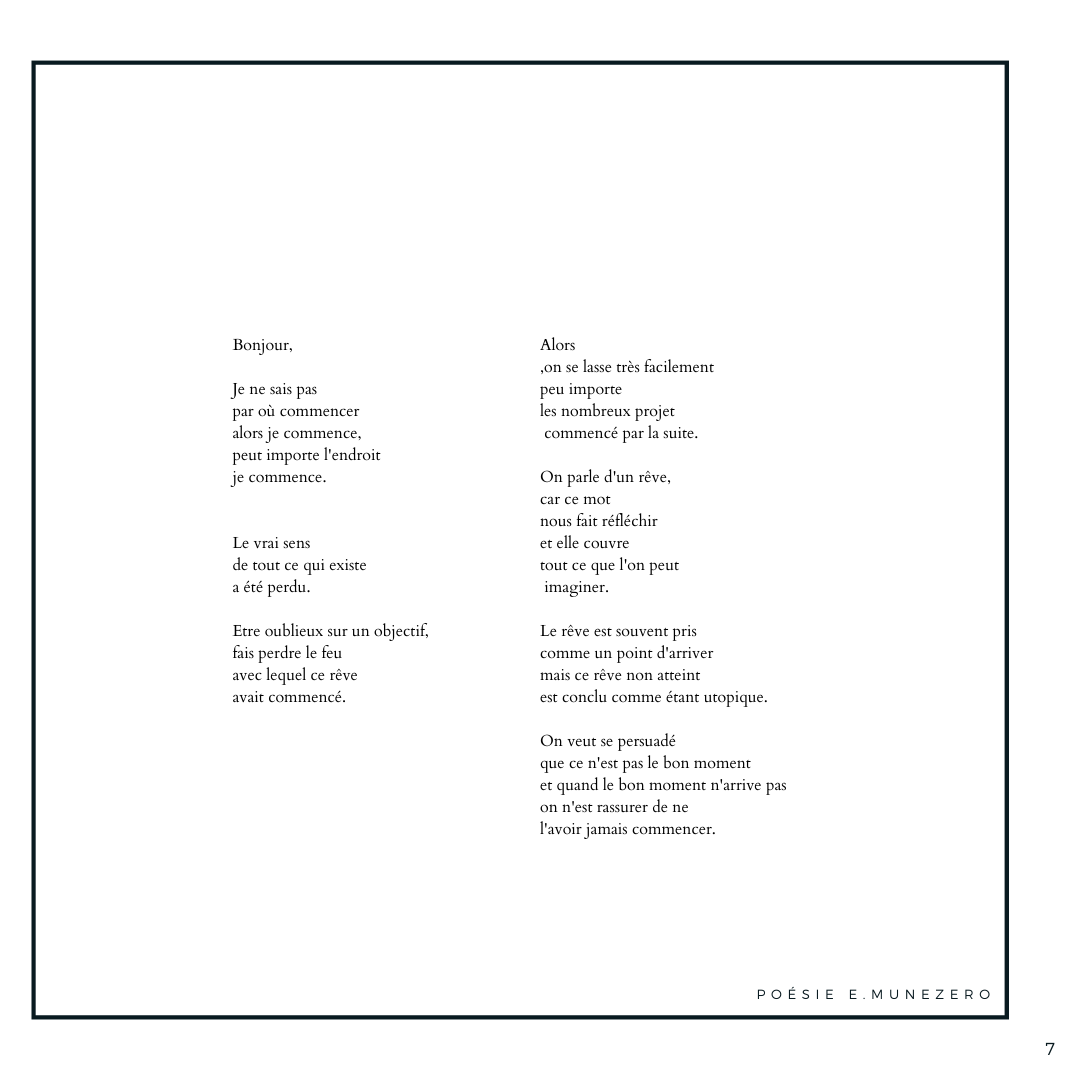 Bonjour,
Je ne sais pas
par où commencer
alors je commence,
peut importe l'endroit
je commence.
Le vrai sens
de tout ce qui existe
a été perdu.
Etre oublieux sur un objectif,
fais perdre le feu
avec lequel ce rêve
avait commencé.
Alors
,on se lasse très facilement
peu importe
les nombreux projet
commencé par la suite.
On parle d'un rêve,
car ce mot
nous fait réfléchir
et elle couvre
tout ce que l'on peut
imaginer.
Le rêve est souvent pris
comme un point d'arriver
mais ce rêve non atteint
est conclu comme étant utopique.
On veut se persuadé
que ce n'est pas le bon moment
et quand le bon moment n'arrive pas
on n'est rassurer de ne
l'avoir jamais commencer.
POÉSIE E.MUNEZERO
7